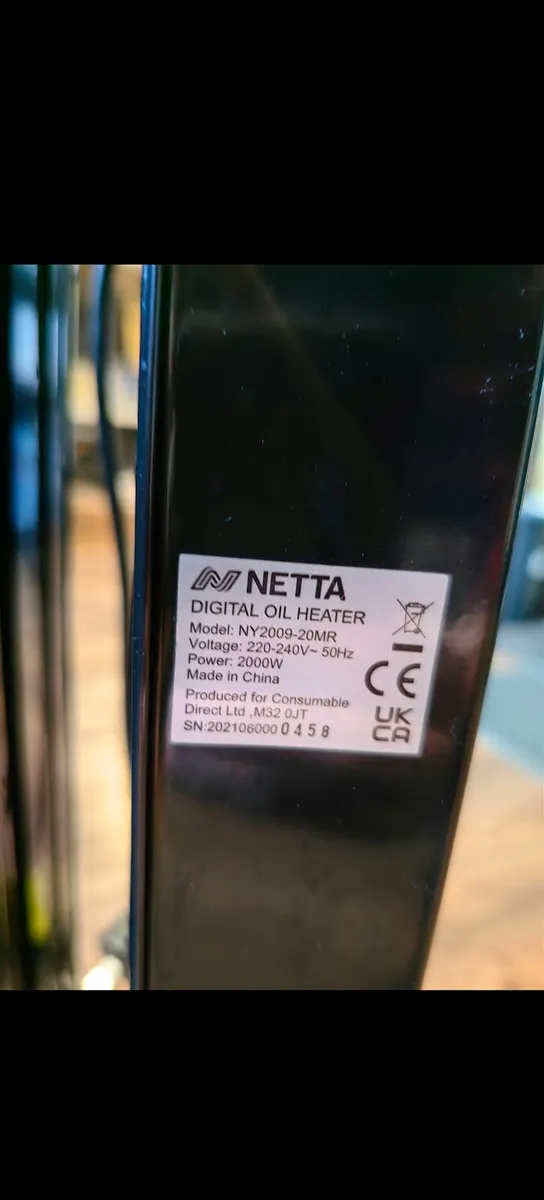 NETTA
DIGITAL OIL HEATER
Model: NY2009-20MR
Voltage: 220-240V~ 50Hz
Power: 2000W
Made in China
Produced for Consumable
Direct Ltd ,M32 0JT
SN:2021060000458
CE
UK
CA